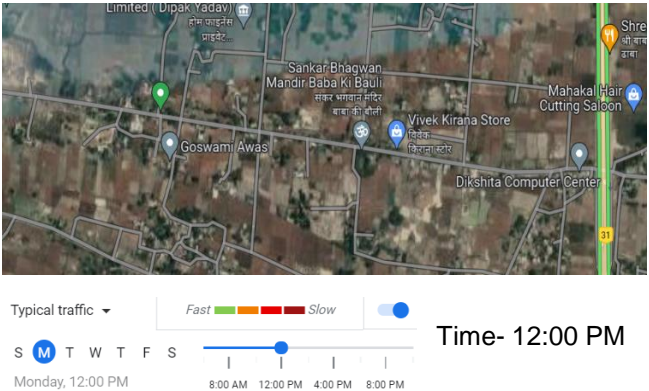 Limited ( Dipak Yadav)
होम फाइनेंस
प्राइवेट...
Shre
श्री बाब
ढाबा
Sankar Bhagwan
Mandir Baba Ki Bauli
संकर भगवान मंदिर
बाबा की बौली
Mahakal Hair
Cutting Saloon
Vivek Kirana Store
विवेक
किराना स्टोर
Goswami Awas
Dikshita Computer Center
31
Typical traffic
Fast
Slow
Time- 12:00 PM
S M T W T F S
Monday, 12:00 PM
8:00 AM 12:00 PM 4:00 PM 8:00 PM